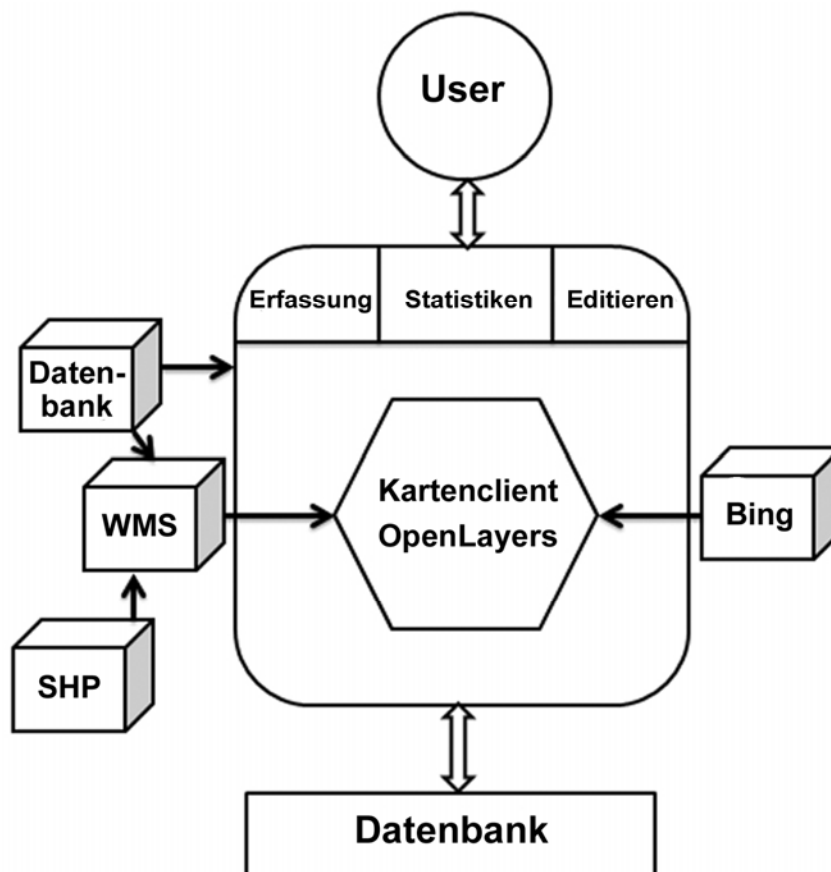 User
Erfassung
Statistiken
Editieren
Daten-
bank
WMS
SHP
Kartenclient
OpenLayers
Bing
Datenbank